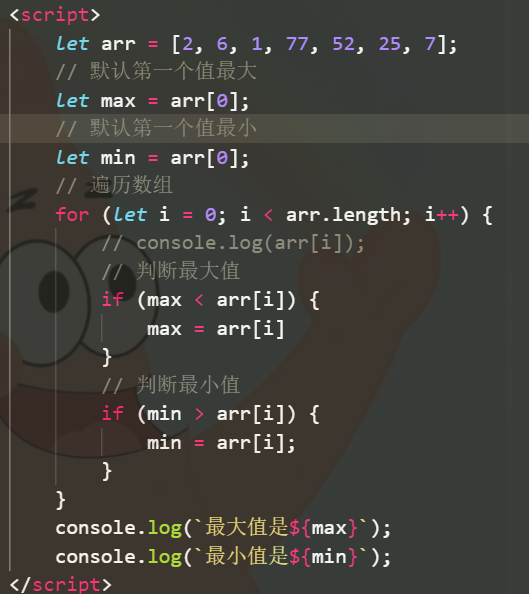 <script>
let arr = [2, 6, 1, 77, 52, 25, 7];
// 默认第一个值最大
let max = arr[0];
// 默认第一个值最小
let min = arr[0];
// 遍历数组
for (let i = 0; i < arr.length; i++) {
// console.log(arr[i]);
// 判断最大值
if (max < arr[i]) {
max = arr[i]
}
// 判断最小值
if (min > arr[i]) {
min = arr[i];
}
}
console.log(`最大值是${max}`);
console.log(`最小值是${min}`);
</script>